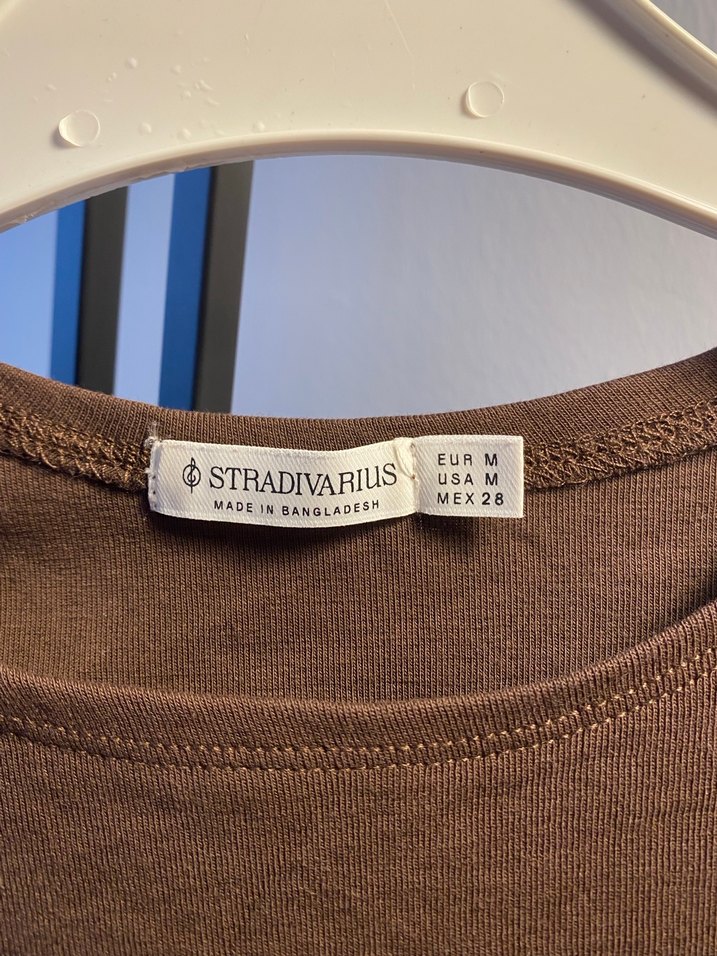 STRADIVARIUS
MADE IN BANGLADESH
EUR M
USA M
MEX 28